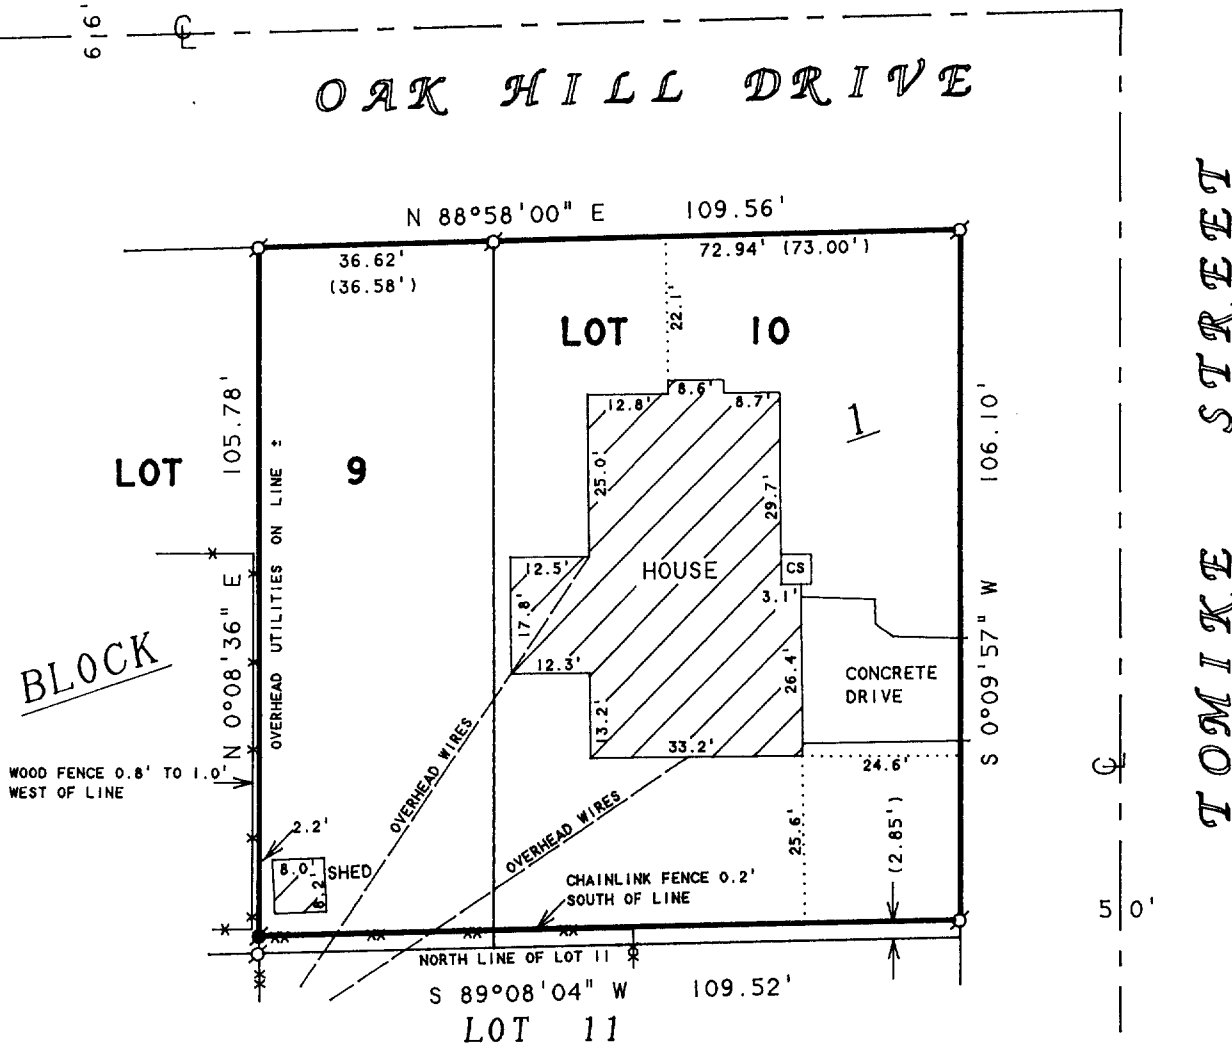 66'
℄
OAK HILL DRIVE
TOMIKE STREET
N 88°58'00" E 109.56'
36.62'
(36.58')
72.94' (73.00')
22.1'
LOT 10
8.6'
12.8'
8.7'
1
105.78'
106.10'
LOT 9
OVERHEAD UTILITIES ON LINE ±
25.0'
29.7'
HOUSE
CS
12.5'
3.1'
17.8'
N 0°08'36" E
S 0°09'57" W
BLOCK
12.3'
26.4'
CONCRETE
DRIVE
13.2'
33.2'
24.6'
℄
OVERHEAD WIRES
OVERHEAD WIRES
WOOD FENCE 0.8' TO 1.0'
WEST OF LINE
2.2'
8.0'
SHED
8.2'
25.6'
(2.85')
CHAINLINK FENCE 0.2'
SOUTH OF LINE
50'
NORTH LINE OF LOT 11
S 89°08'04" W 109.52'
LOT 11